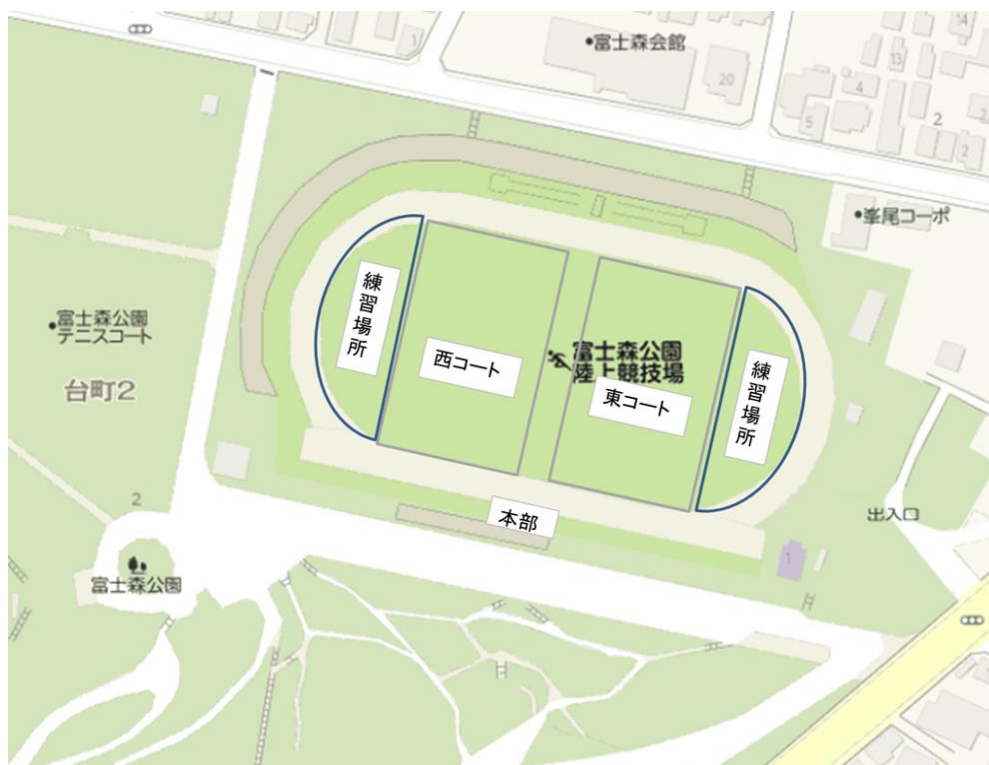 富士森会館
14
13
20
4
2
5
2
2
1
峯尾コーポ
練習場所
富士森公園
テニスコート
西コート
富士森公園
陸上競技場
練習場所
台町2
東コート
2
本部
出入口
1
富士森公園